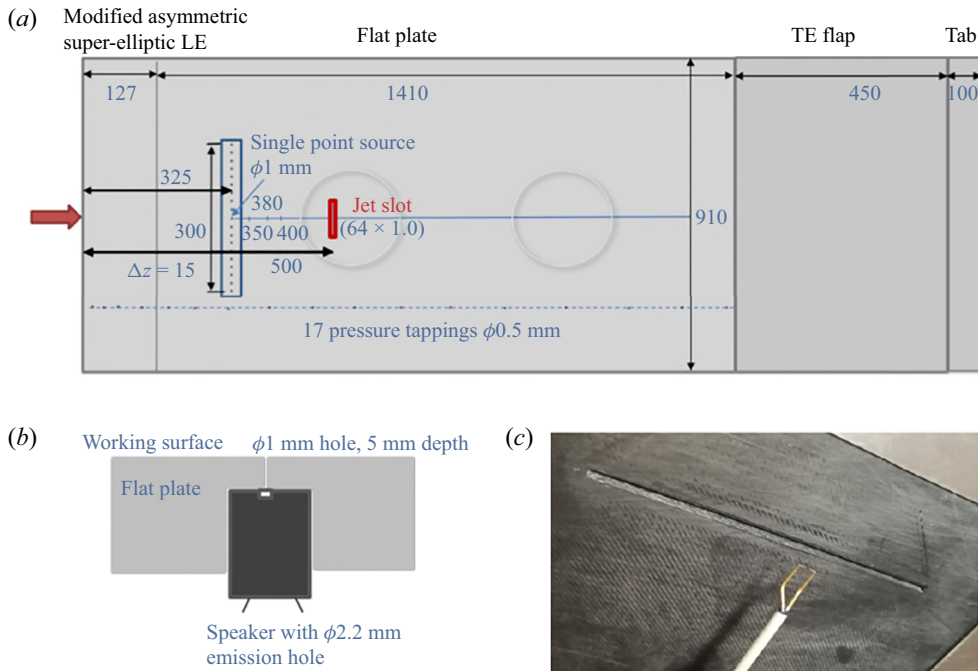 (a)
Modified asymmetric
super-elliptic LE
Flat plate
TE flap
Tab
127
1410
450
100
Single point source
ϕ1 mm
325
380
Jet slot
300
350
400
(64 × 1.0)
910
500
Δz = 15
17 pressure tappings ϕ0.5 mm
(b)
Working surface
ϕ1 mm hole, 5 mm depth
Flat plate
Speaker with ϕ2.2 mm
emission hole
(c)